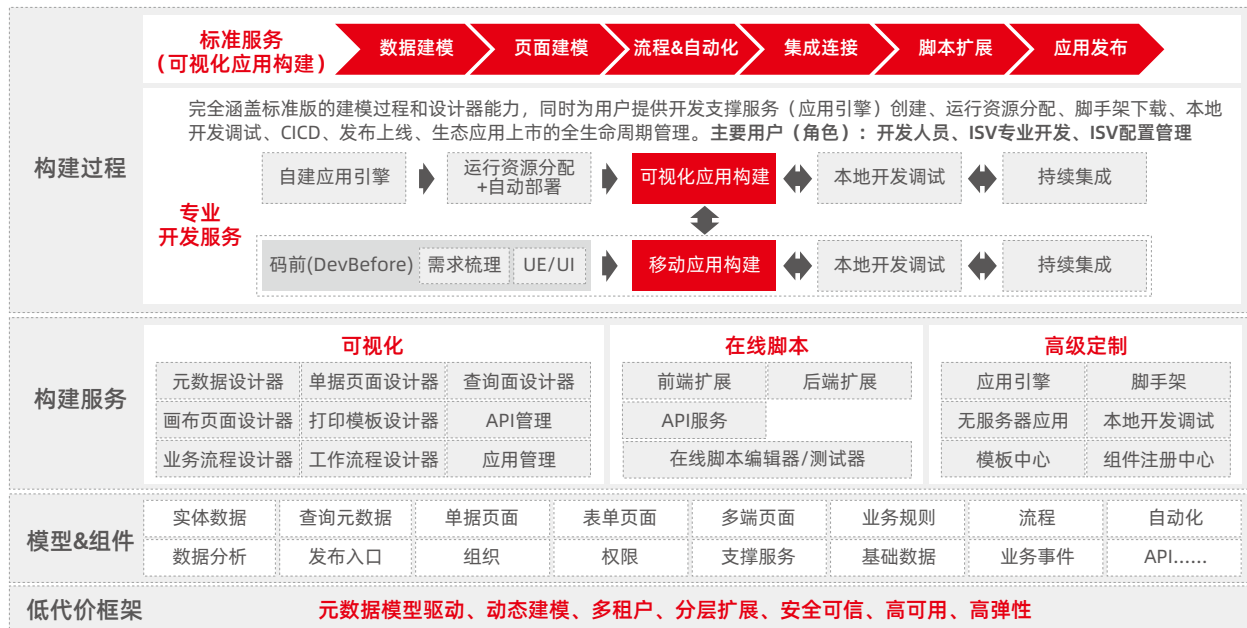 标准服务
（可视化应用构建）
数据建模
页面建模
流程&自动化
集成连接
脚本扩展
应用发布
构建过程
完全涵盖标准版的建模过程和设计器能力，同时为用户提供开发支撑服务（应用引擎）创建、运行资源分配、脚手架下载、本地
开发调试、CICD、发布上线、生态应用上市的全生命周期管理。主要用户（角色）：开发人员、ISV专业开发、ISV配置管理
专业
开发服务
自建应用引擎
运行资源分配
+自动部署
可视化应用构建
本地开发调试
持续集成
码前(DevBefore)
需求梳理
UE/UI
移动应用构建
本地开发调试
持续集成
构建服务
可视化
元数据设计器
单据页面设计器
查询面设计器
画布页面设计器
打印模板设计器
API管理
业务流程设计器
工作流程设计器
应用管理
在线脚本
前端扩展
后端扩展
API服务
在线脚本编辑器/测试器
高级定制
应用引擎
脚手架
无服务器应用
本地开发调试
模板中心
组件注册中心
模型&组件
实体数据
查询元数据
单据页面
表单页面
多端页面
业务规则
流程
自动化
数据分析
发布入口
组织
权限
支撑服务
基础数据
业务事件
API......
低代价框架
元数据模型驱动、动态建模、多租户、分层扩展、安全可信、高可用、高弹性